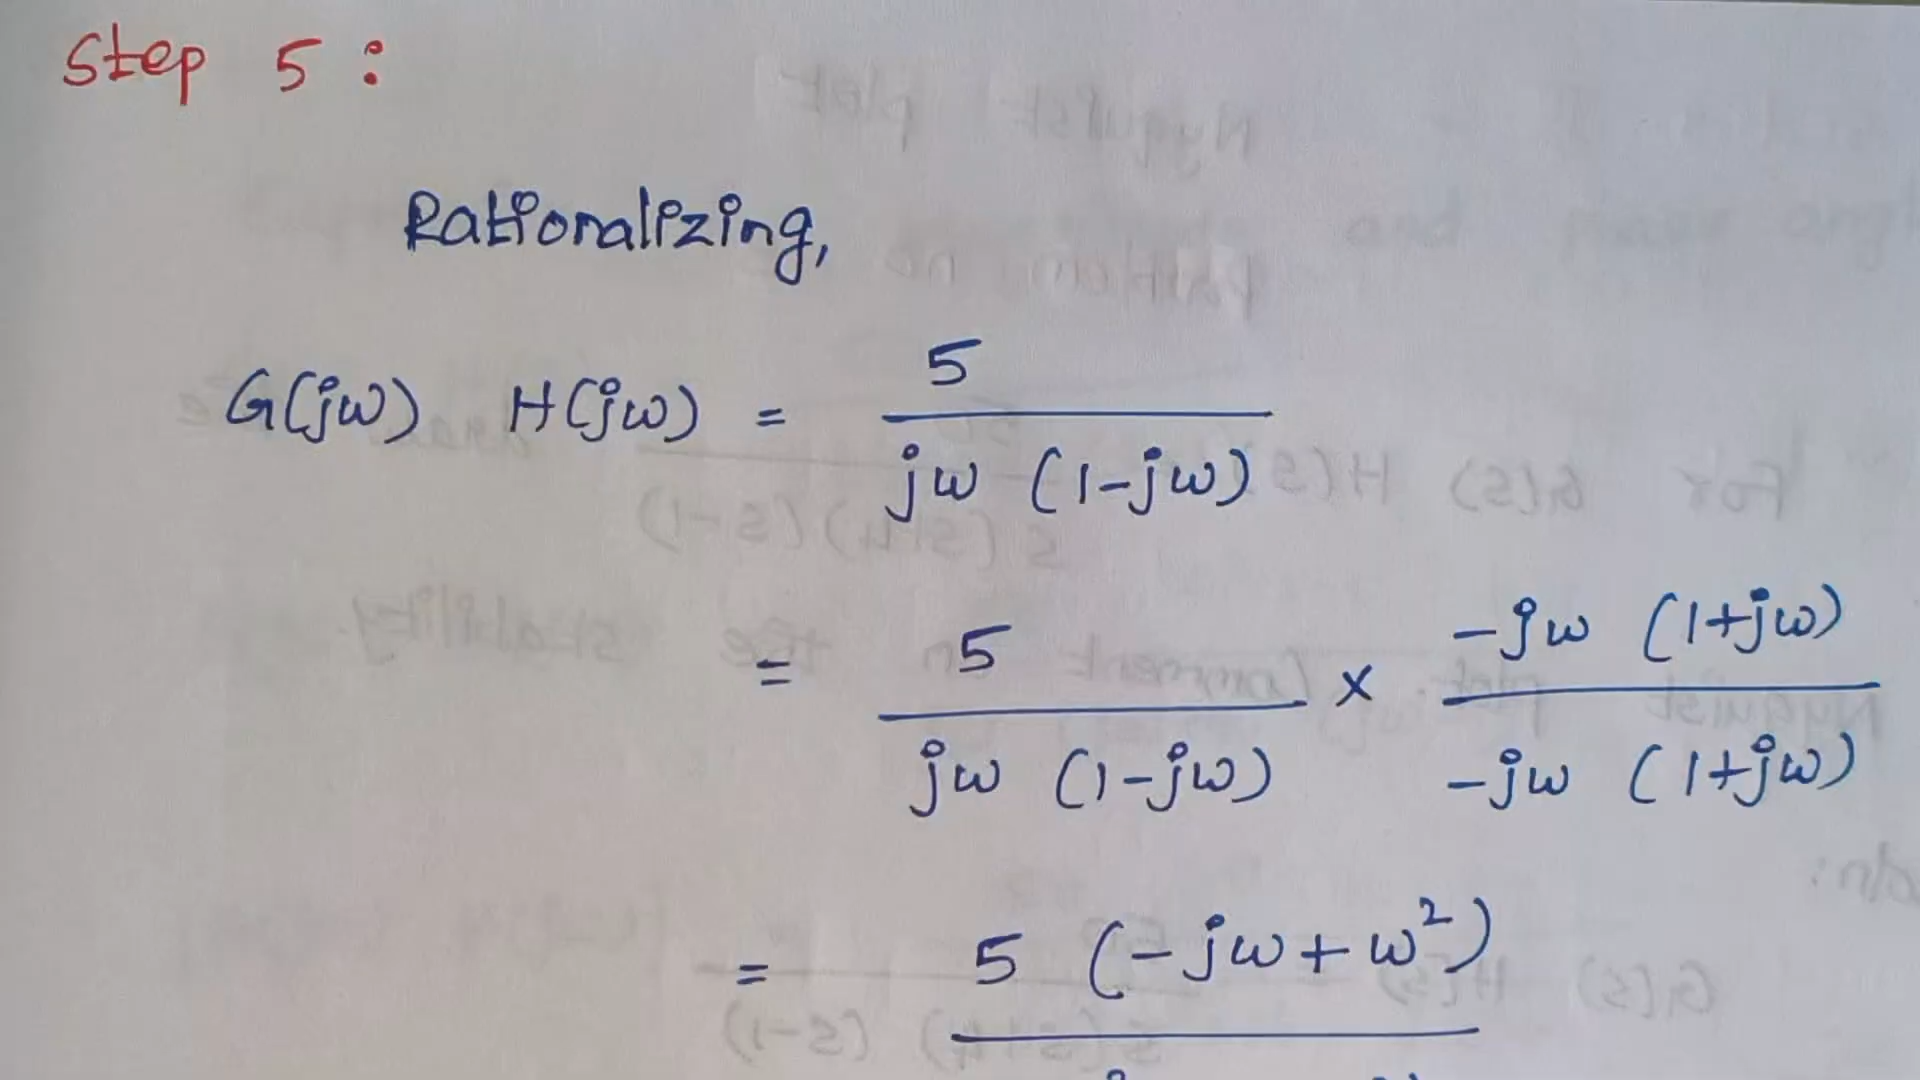 Step 5 :
Rationalizing,
G(jω) H(jω) = 5 / jω (1-jω)
= 5 / jω (1-jω) × -jω (1+jω) / -jω (1+jω)
= 5 (-jω+ω²)